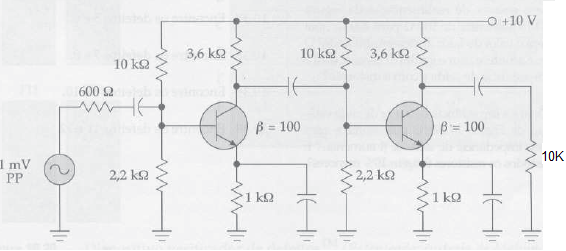 +10 V
10 kΩ
3,6 kΩ
10 kΩ
3,6 kΩ
600 Ω
β = 100
β = 100
1 mV
PP
2,2 kΩ
1 kΩ
2,2 kΩ
1 kΩ
10K